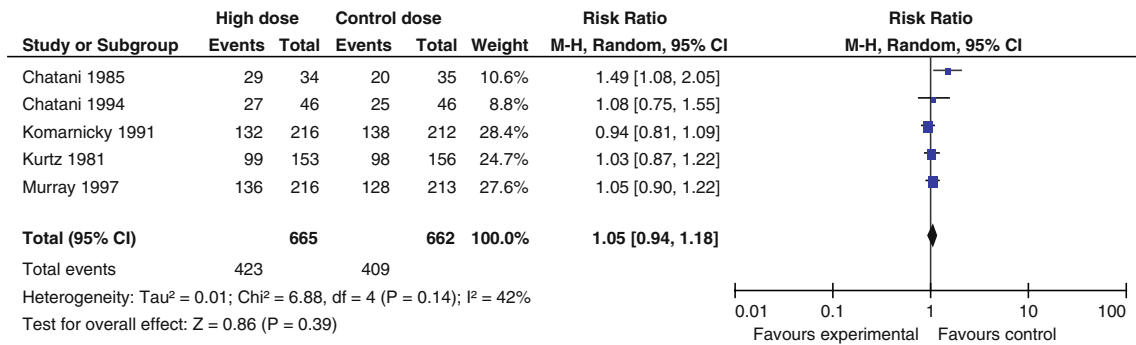 High dose Control dose Risk Ratio Risk Ratio
Study or Subgroup Events Total Events Total Weight M-H, Random, 95% CI M-H, Random, 95% CI
Chatani 1985 29 34 20 35 10.6% 1.49 [1.08, 2.05]
Chatani 1994 27 46 25 46 8.8% 1.08 [0.75, 1.55]
Komarnicky 1991 132 216 138 212 28.4% 0.94 [0.81, 1.09]
Kurtz 1981 99 153 98 156 24.7% 1.03 [0.87, 1.22]
Murray 1997 136 216 128 213 27.6% 1.05 [0.90, 1.22]
Total (95% CI) 665 662 100.0% 1.05 [0.94, 1.18]
Total events 423 409
Heterogeneity: Tau² = 0.01; Chi² = 6.88, df = 4 (P = 0.14); I² = 42%
Test for overall effect: Z = 0.86 (P = 0.39)
0.01 0.1 1 10 100
Favours experimental Favours control